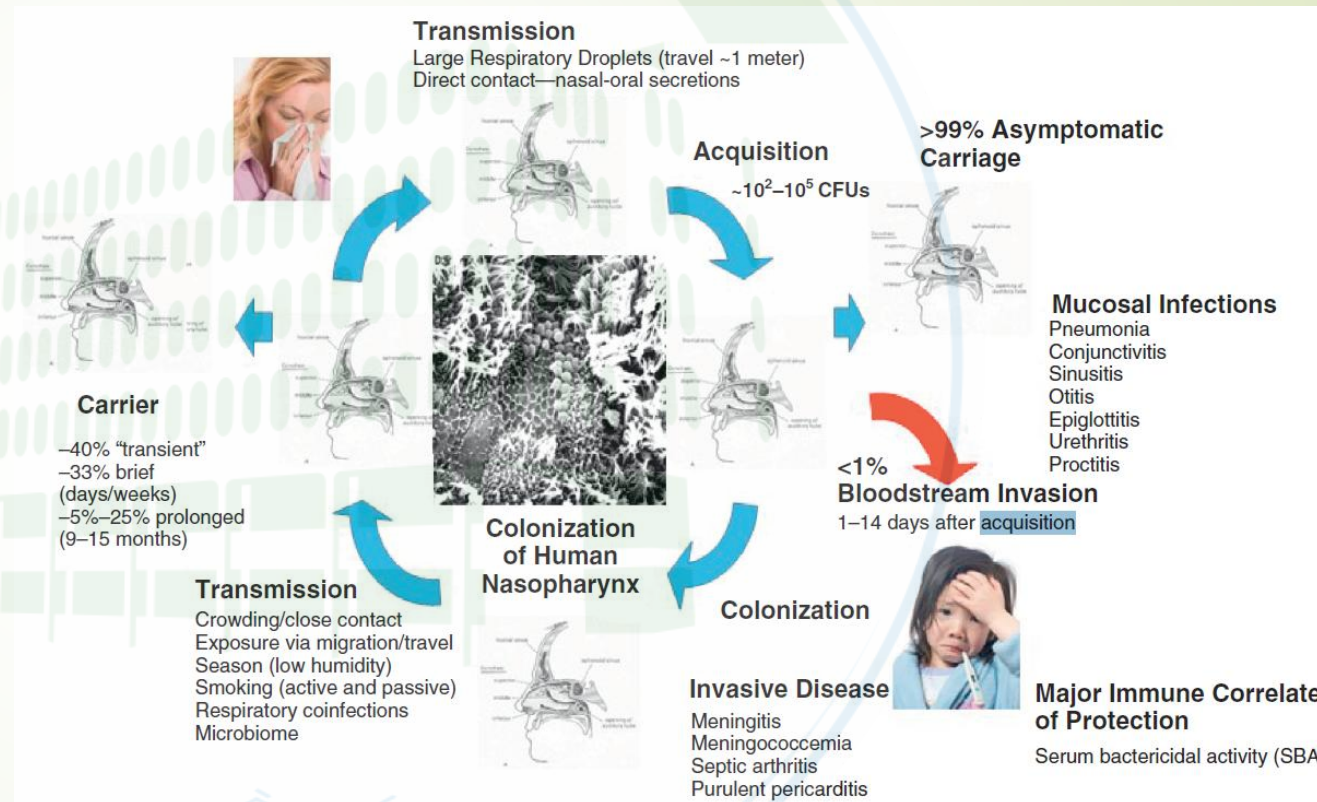 Transmission
Large Respiratory Droplets (travel ~1 meter)
Direct contact—nasal-oral secretions
Acquisition
~10²–10⁵ CFUs
>99% Asymptomatic
Carriage
Mucosal Infections
Pneumonia
Conjunctivitis
Sinusitis
Otitis
Epiglottitis
Urethritis
Proctitis
Carrier
–40% “transient”
–33% brief
(days/weeks)
–5%–25% prolonged
(9–15 months)
<1%
Bloodstream Invasion
1–14 days after acquisition
Colonization
of Human
Nasopharynx
Transmission
Crowding/close contact
Exposure via migration/travel
Season (low humidity)
Smoking (active and passive)
Respiratory coinfections
Microbiome
Colonization
Invasive Disease
Meningitis
Meningococcemia
Septic arthritis
Purulent pericarditis
Major Immune Correlate
of Protection
Serum bactericidal activity (SBA